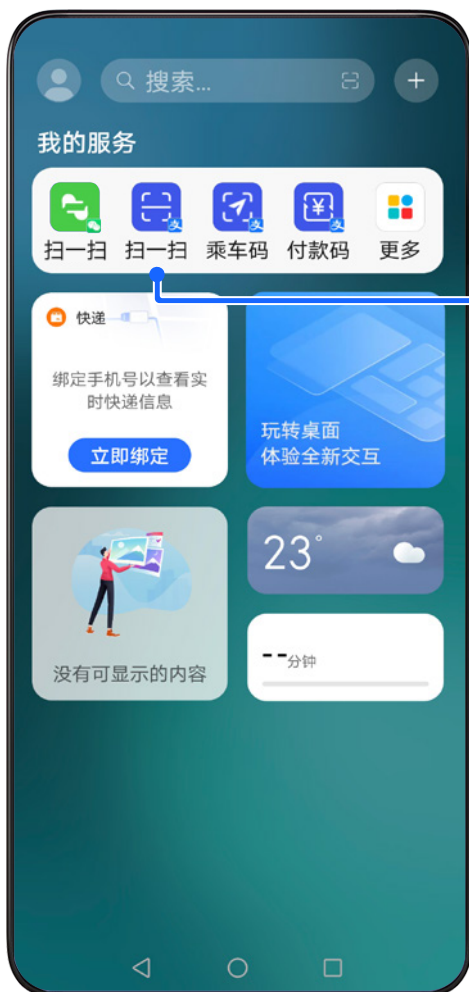 搜索...
我的服务
扫一扫 扫一扫 乘车码 付款码 更多
快递
绑定手机号以查看实
时快递信息
立即绑定
玩转桌面
体验全新交互
没有可显示的内容
23°
--分钟